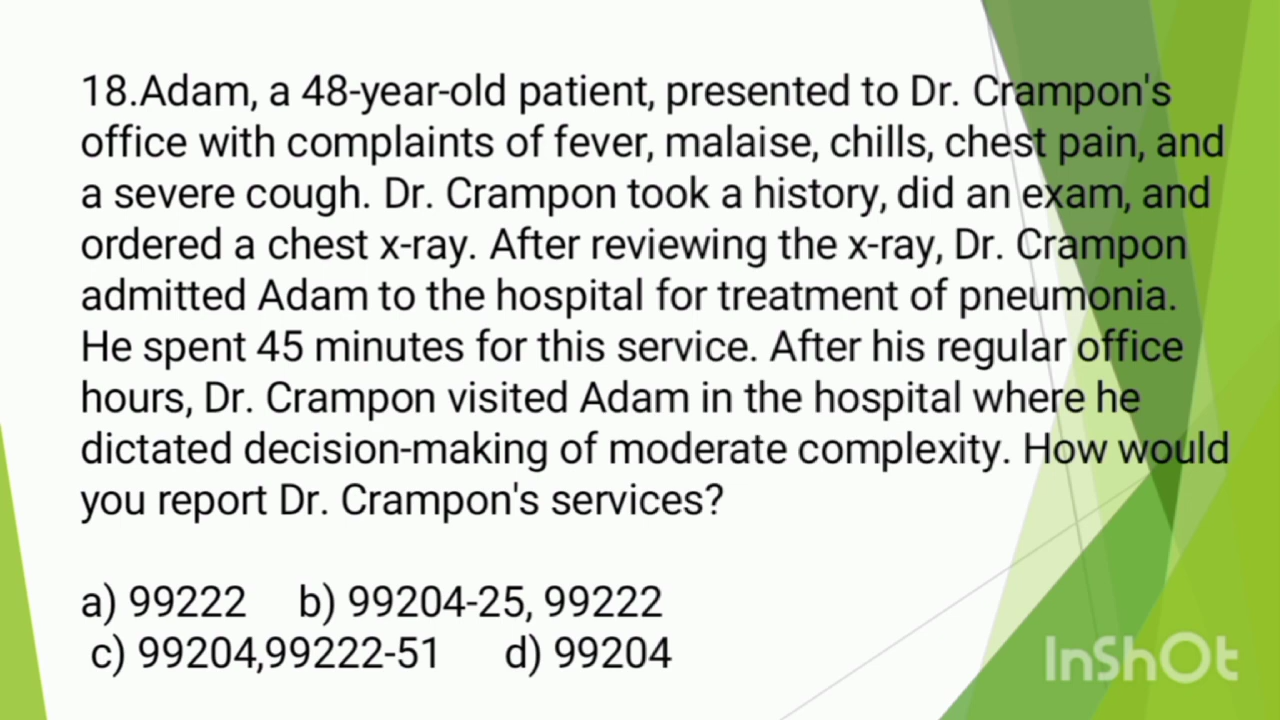 18.Adam, a 48-year-old patient, presented to Dr. Crampon's
office with complaints of fever, malaise, chills, chest pain, and
a severe cough. Dr. Crampon took a history, did an exam, and
ordered a chest x-ray. After reviewing the x-ray, Dr. Crampon
admitted Adam to the hospital for treatment of pneumonia.
He spent 45 minutes for this service. After his regular office
hours, Dr. Crampon visited Adam in the hospital where he
dictated decision-making of moderate complexity. How would
you report Dr. Crampon's services?
a) 99222 b) 99204-25, 99222
c) 99204,99222-51 d) 99204
InShOt